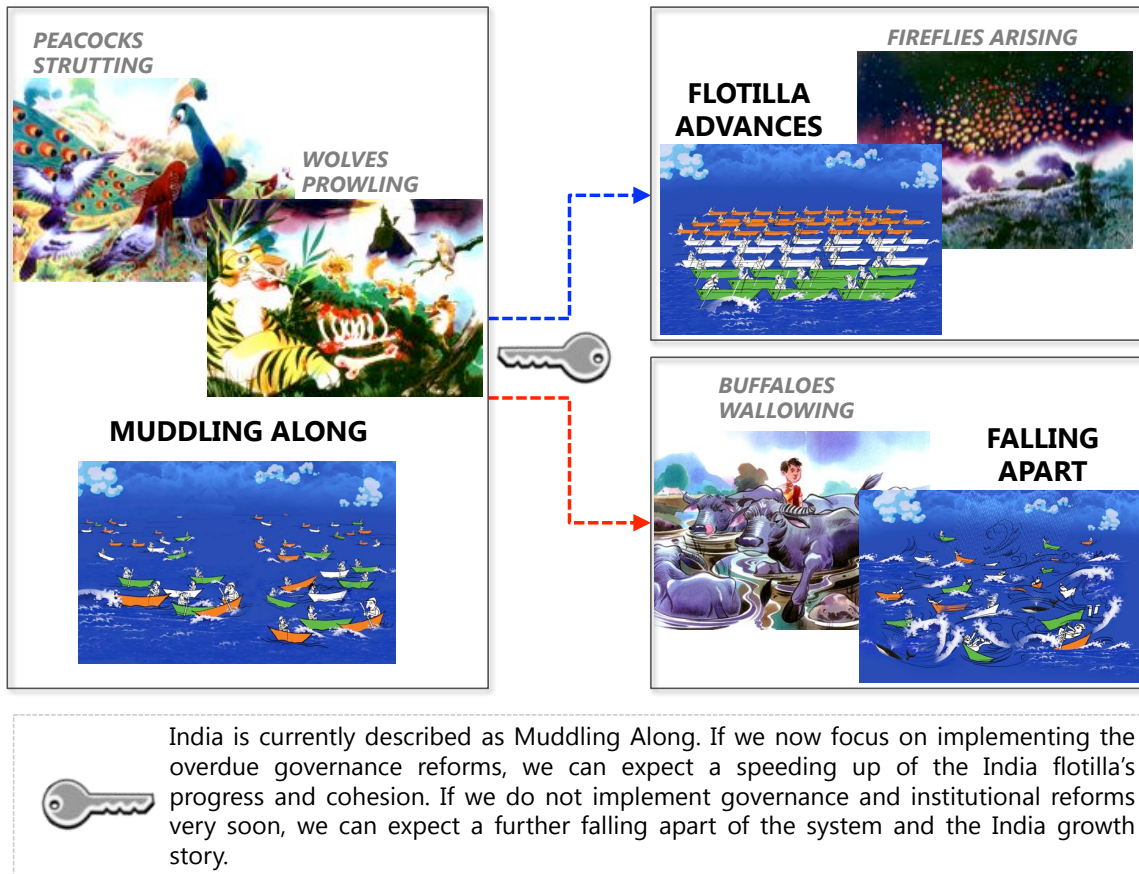 PEACOCKS
STRUTTING
WOLVES
PROWLING
MUDDLING ALONG
FIREFLIES ARISING
FLOTILLA
ADVANCES
BUFFALOES
WALLOWING
FALLING
APART
India is currently described as Muddling Along. If we now focus on implementing the
overdue governance reforms, we can expect a speeding up of the India flotilla’s
progress and cohesion. If we do not implement governance and institutional reforms
very soon, we can expect a further falling apart of the system and the India growth
story.